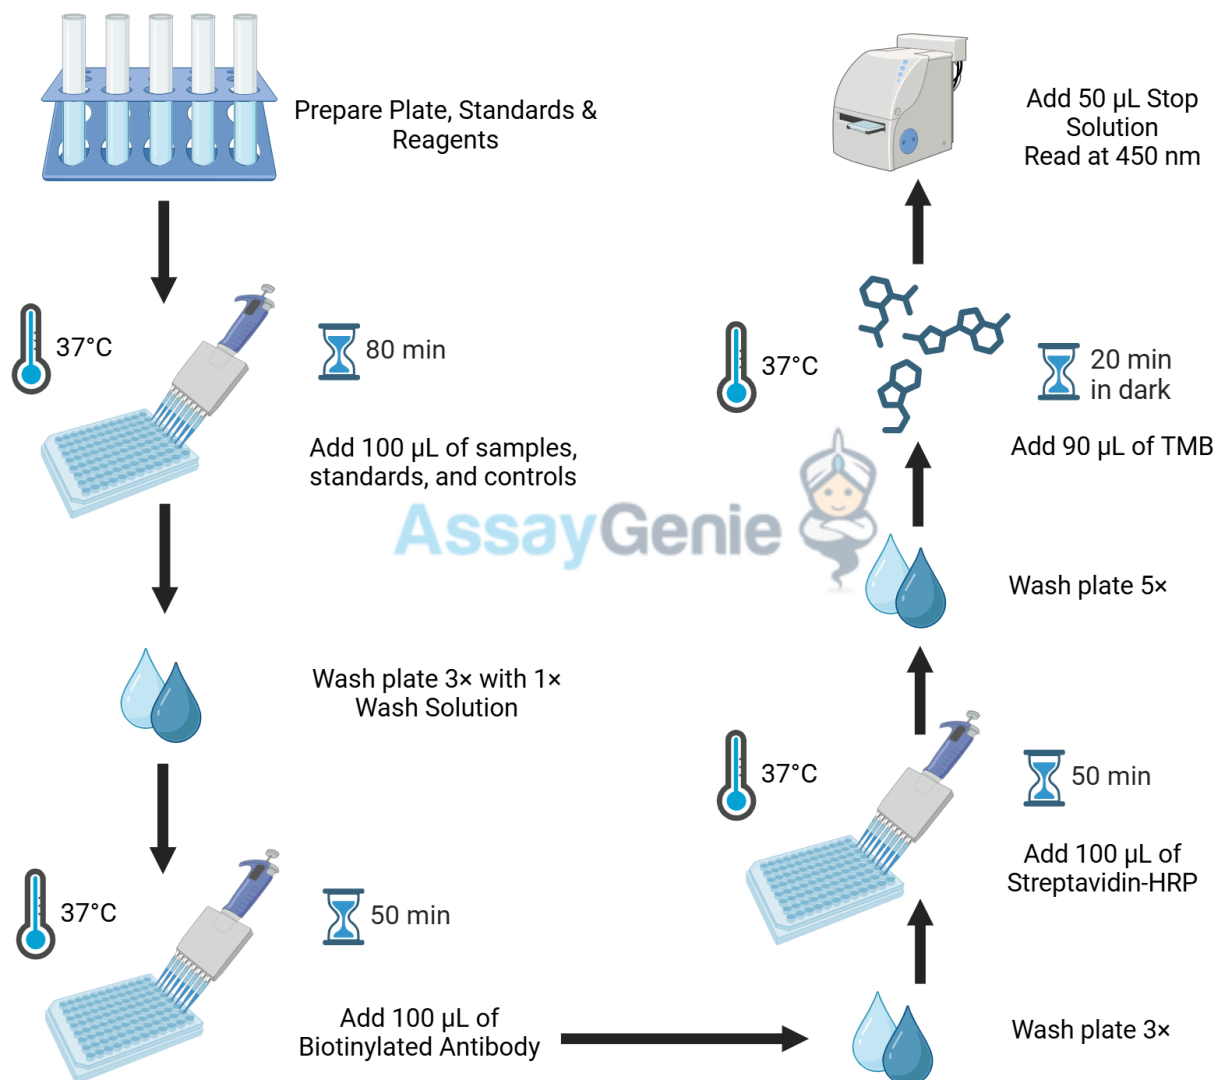 Prepare Plate, Standards &
Reagents
37°C
80 min
Add 100 µL of samples,
standards, and controls
Wash plate 3× with 1×
Wash Solution
37°C
50 min
Add 100 µL of
Biotinylated Antibody
Wash plate 3×
37°C
50 min
Add 100 µL of
Streptavidin-HRP
Wash plate 5×
37°C
20 min
in dark
Add 90 µL of TMB
Add 50 µL Stop
Solution
Read at 450 nm
AssayGenie